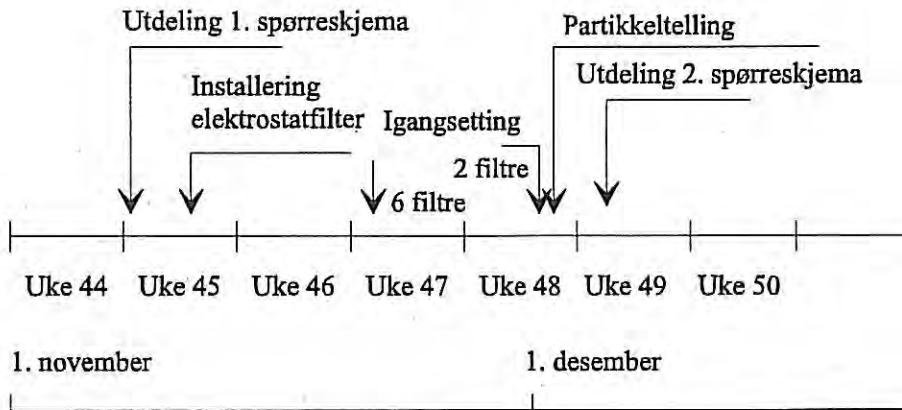 Utdeling 1. spørreskjema
Partikkeltelling
Utdeling 2. spørreskjema
Installering
elektrostatfilter
Igangsetting
2 filtre
6 filtre
Uke 44
Uke 45
Uke 46
Uke 47
Uke 48
Uke 49
Uke 50
1. november
1. desember